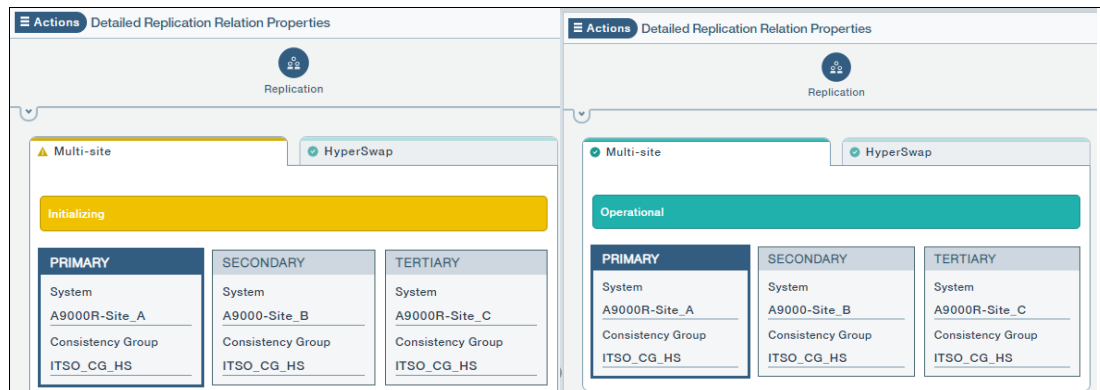 Actions Detailed Replication Relation Properties
Replication
Multi-site
HyperSwap
Initializing
PRIMARY
System
A9000R-Site_A
Consistency Group
ITSO_CG_HS
SECONDARY
System
A9000-Site_B
Consistency Group
ITSO_CG_HS
TERTIARY
System
A9000R-Site_C
Consistency Group
ITSO_CG_HS
Actions Detailed Replication Relation Properties
Replication
Multi-site
HyperSwap
Operational
PRIMARY
System
A9000R-Site_A
Consistency Group
ITSO_CG_HS
SECONDARY
System
A9000-Site_B
Consistency Group
ITSO_CG_HS
TERTIARY
System
A9000R-Site_C
Consistency Group
ITSO_CG_HS